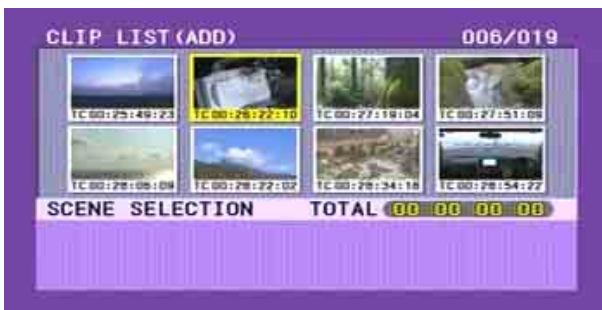 CLIP LIST(ADD) 006/019
TC 00:25:49:23 TC 00:26:22:10 TC 00:27:19:04 TC 00:27:51:09
TC 00:28:06:09 TC 00:28:22:02 TC 00:28:34:18 TC 00:28:54:22
SCENE SELECTION TOTAL 00 00 00 00